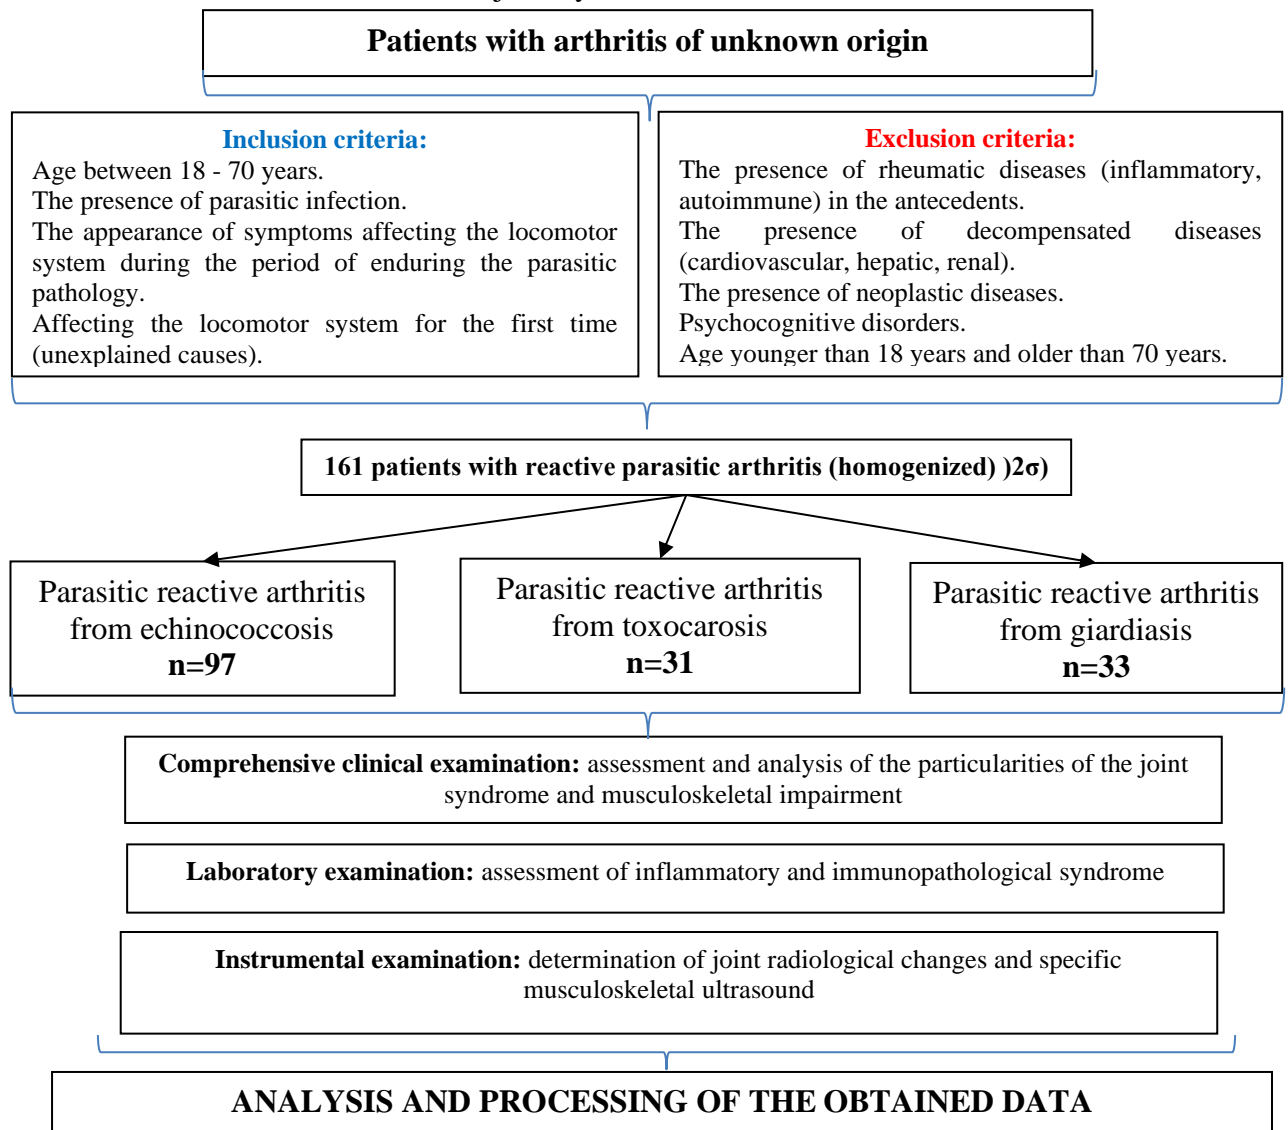 Patients with arthritis of unknown origin
Inclusion criteria:
Age between 18 - 70 years.
The presence of parasitic infection.
The appearance of symptoms affecting the locomotor
system during the period of enduring the parasitic
pathology.
Affecting the locomotor system for the first time
(unexplained causes).
Exclusion criteria:
The presence of rheumatic diseases (inflammatory,
autoimmune) in the antecedents.
The presence of decompensated diseases
(cardiovascular, hepatic, renal).
The presence of neoplastic diseases.
Psychocognitive disorders.
Age younger than 18 years and older than 70 years.
161 patients with reactive parasitic arthritis (homogenized) )2σ)
Parasitic reactive arthritis
from echinococcosis
n=97
Parasitic reactive arthritis
from toxocarosis
n=31
Parasitic reactive arthritis
from giardiasis
n=33
Comprehensive clinical examination: assessment and analysis of the particularities of the joint
syndrome and musculoskeletal impairment
Laboratory examination: assessment of inflammatory and immunopathological syndrome
Instrumental examination: determination of joint radiological changes and specific
musculoskeletal ultrasound
ANALYSIS AND PROCESSING OF THE OBTAINED DATA